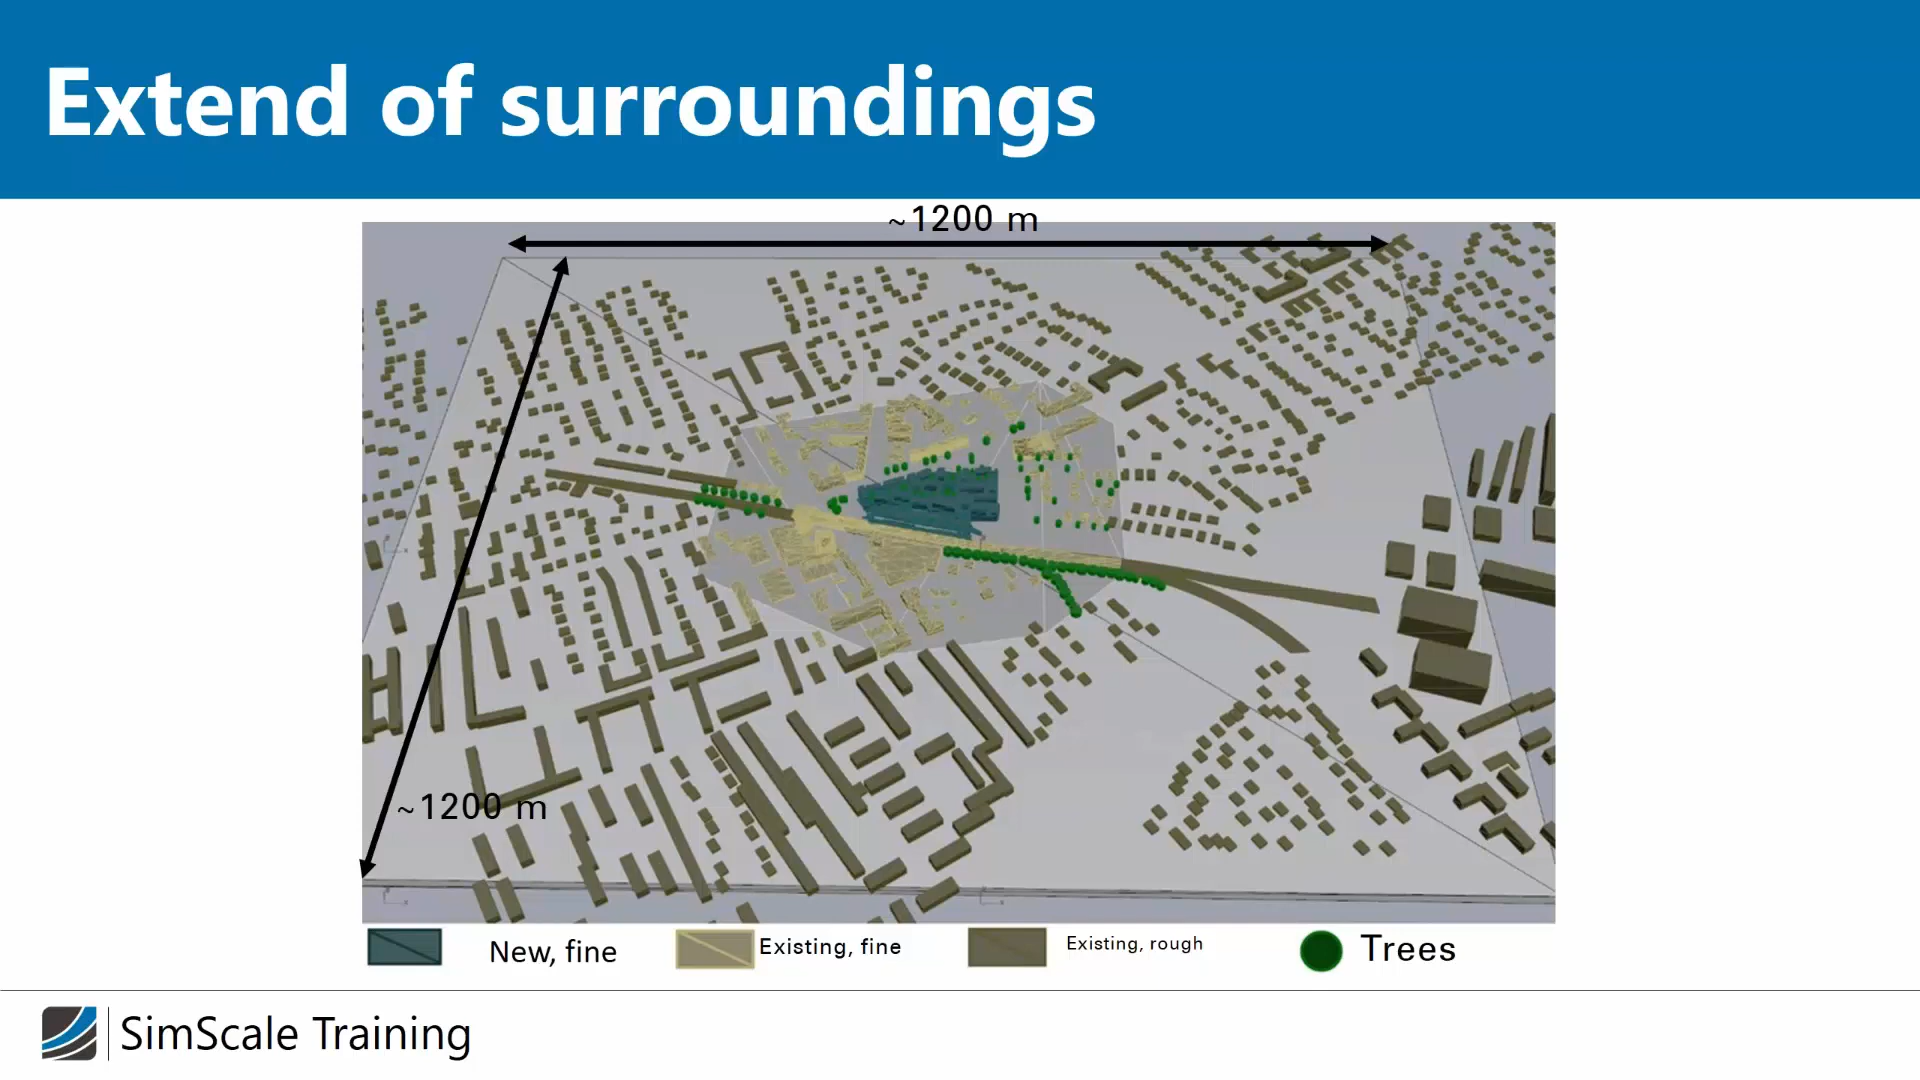 Extend of surroundings
~1200 m
~1200 m
New, fine
Existing, fine
Existing, rough
Trees
SimScale Training